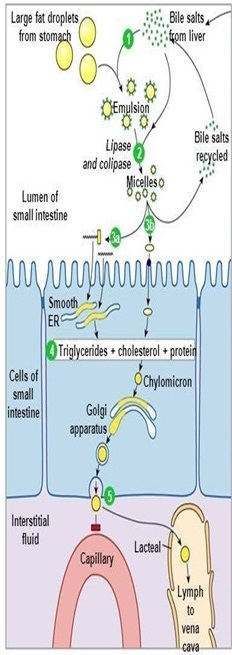 Large fat droplets
from stomach
Bile salts
from liver
1
Emulsion
Lipase
and colipase
2
Bile salts
recycled
Micelles
Lumen of
small intestine
3a
3b
Smooth
ER
4 Triglycerides + cholesterol + protein
Chylomicron
Cells of
small
intestine
Golgi
apparatus
5
Interstitial
fluid
Capillary
Lacteal
Lymph
to
vena
cava